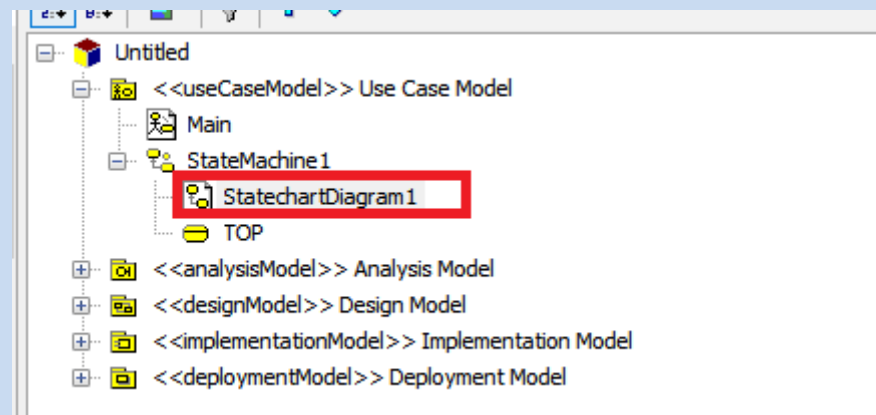 Untitled
<<useCaseModel>> Use Case Model
Main
StateMachine1
StatechartDiagram1
TOP
<<analysisModel>> Analysis Model
<<designModel>> Design Model
<<implementationModel>> Implementation Model
<<deploymentModel>> Deployment Model